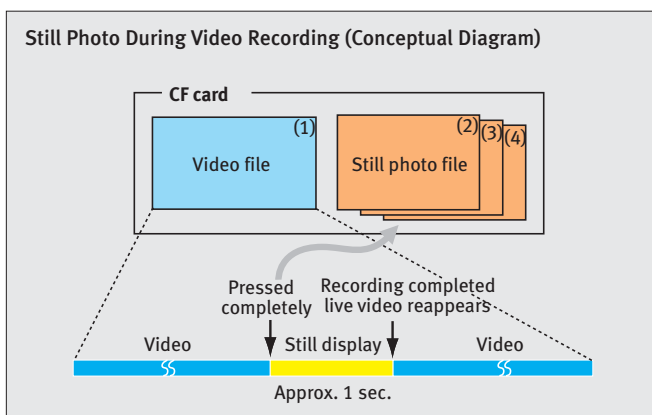 Still Photo During Video Recording (Conceptual Diagram)
CF card
(1)
Video file
(2)
(3)
(4)
Still photo file
Pressed
completely
Recording completed
live video reappears
Video
Still display
Video
Approx. 1 sec.